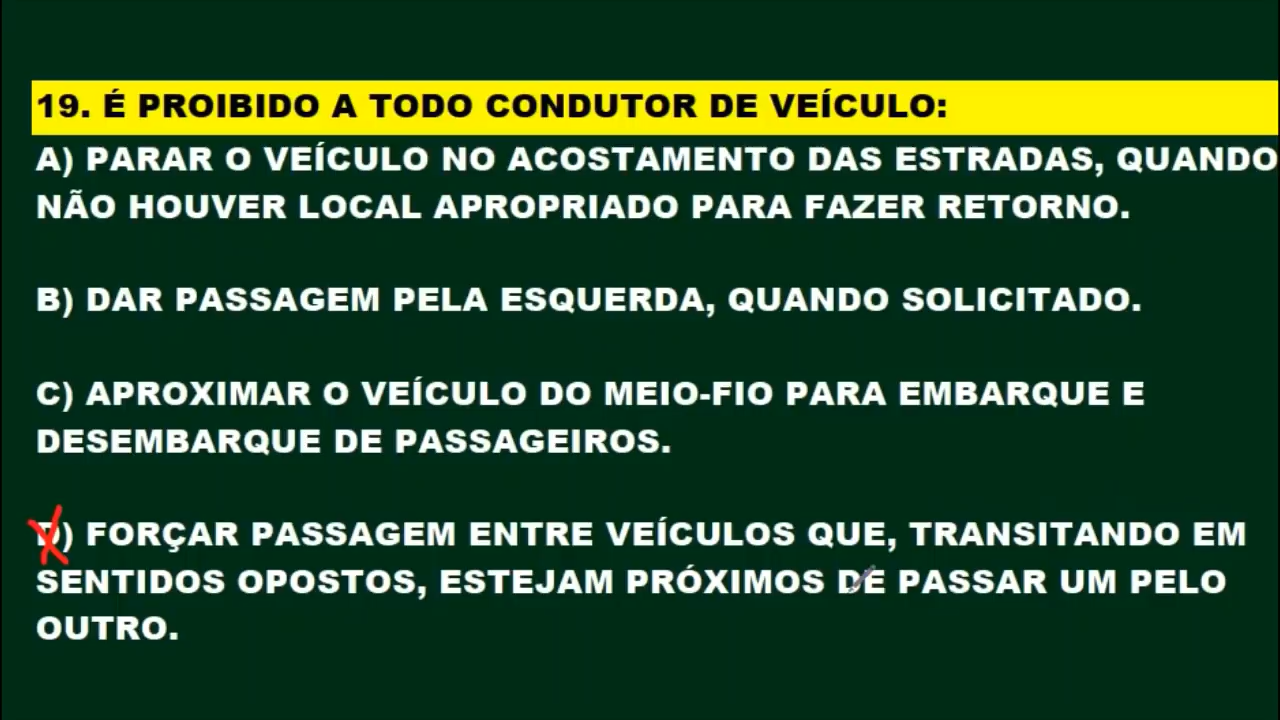 19. É PROIBIDO A TODO CONDUTOR DE VEÍCULO:
A) PARAR O VEÍCULO NO ACOSTAMENTO DAS ESTRADAS, QUANDO
NÃO HOUVER LOCAL APROPRIADO PARA FAZER RETORNO.
B) DAR PASSAGEM PELA ESQUERDA, QUANDO SOLICITADO.
C) APROXIMAR O VEÍCULO DO MEIO-FIO PARA EMBARQUE E
DESEMBARQUE DE PASSAGEIROS.
D) FORÇAR PASSAGEM ENTRE VEÍCULOS QUE, TRANSITANDO EM
SENTIDOS OPOSTOS, ESTEJAM PRÓXIMOS DE PASSAR UM PELO
OUTRO.